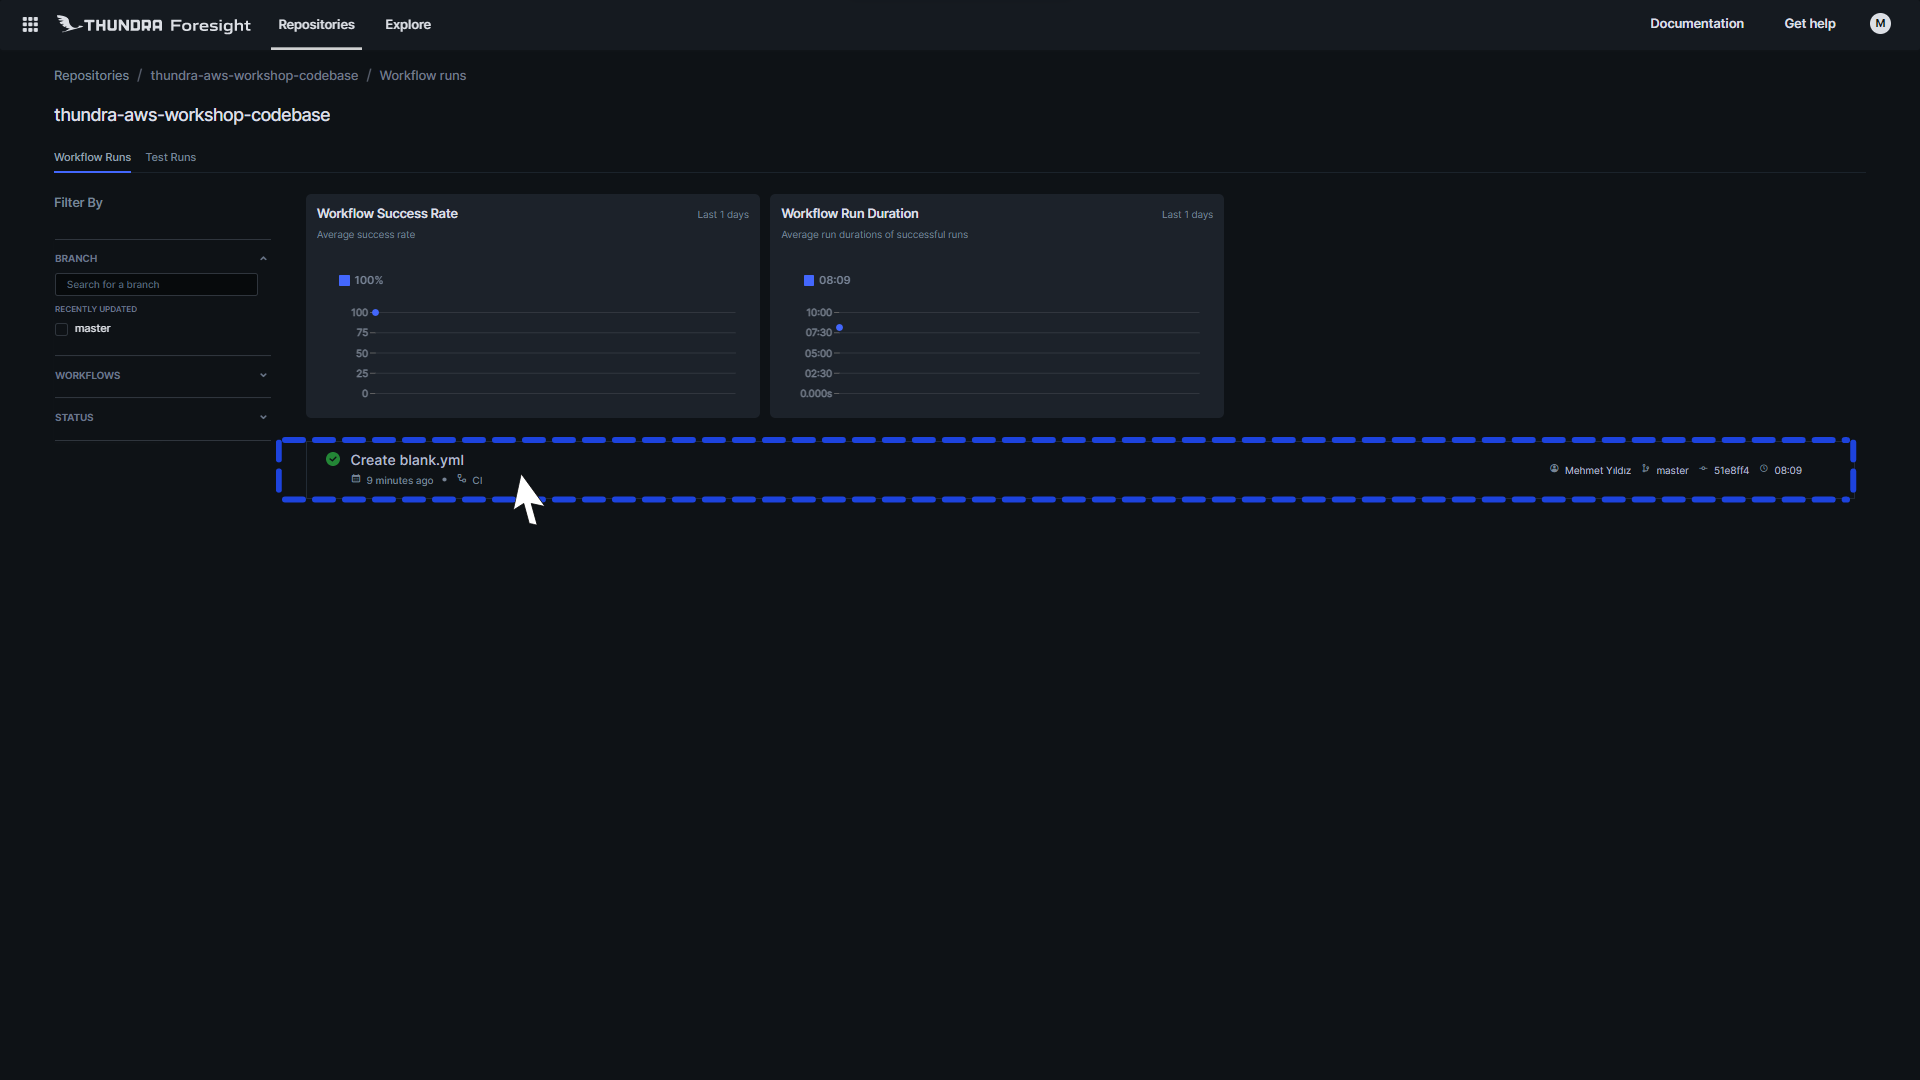 THUNDRA Foresight Repositories Explore Documentation Get help M
Repositories / thundra-aws-workshop-codebase / Workflow runs
thundra-aws-workshop-codebase
Workflow Runs Test Runs
Filter By
BRANCH
Search for a branch
RECENTLY UPDATED
master
WORKFLOWS
STATUS
Workflow Success Rate Last 1 days
Average success rate
100%
100
75
50
25
0
Workflow Run Duration Last 1 days
Average run durations of successful runs
08:09
10:00
07:30
05:00
02:30
0.000s
Create blank.yml
9 minutes ago • CI
Mehmet Yıldız master 51e8ff4 08:09